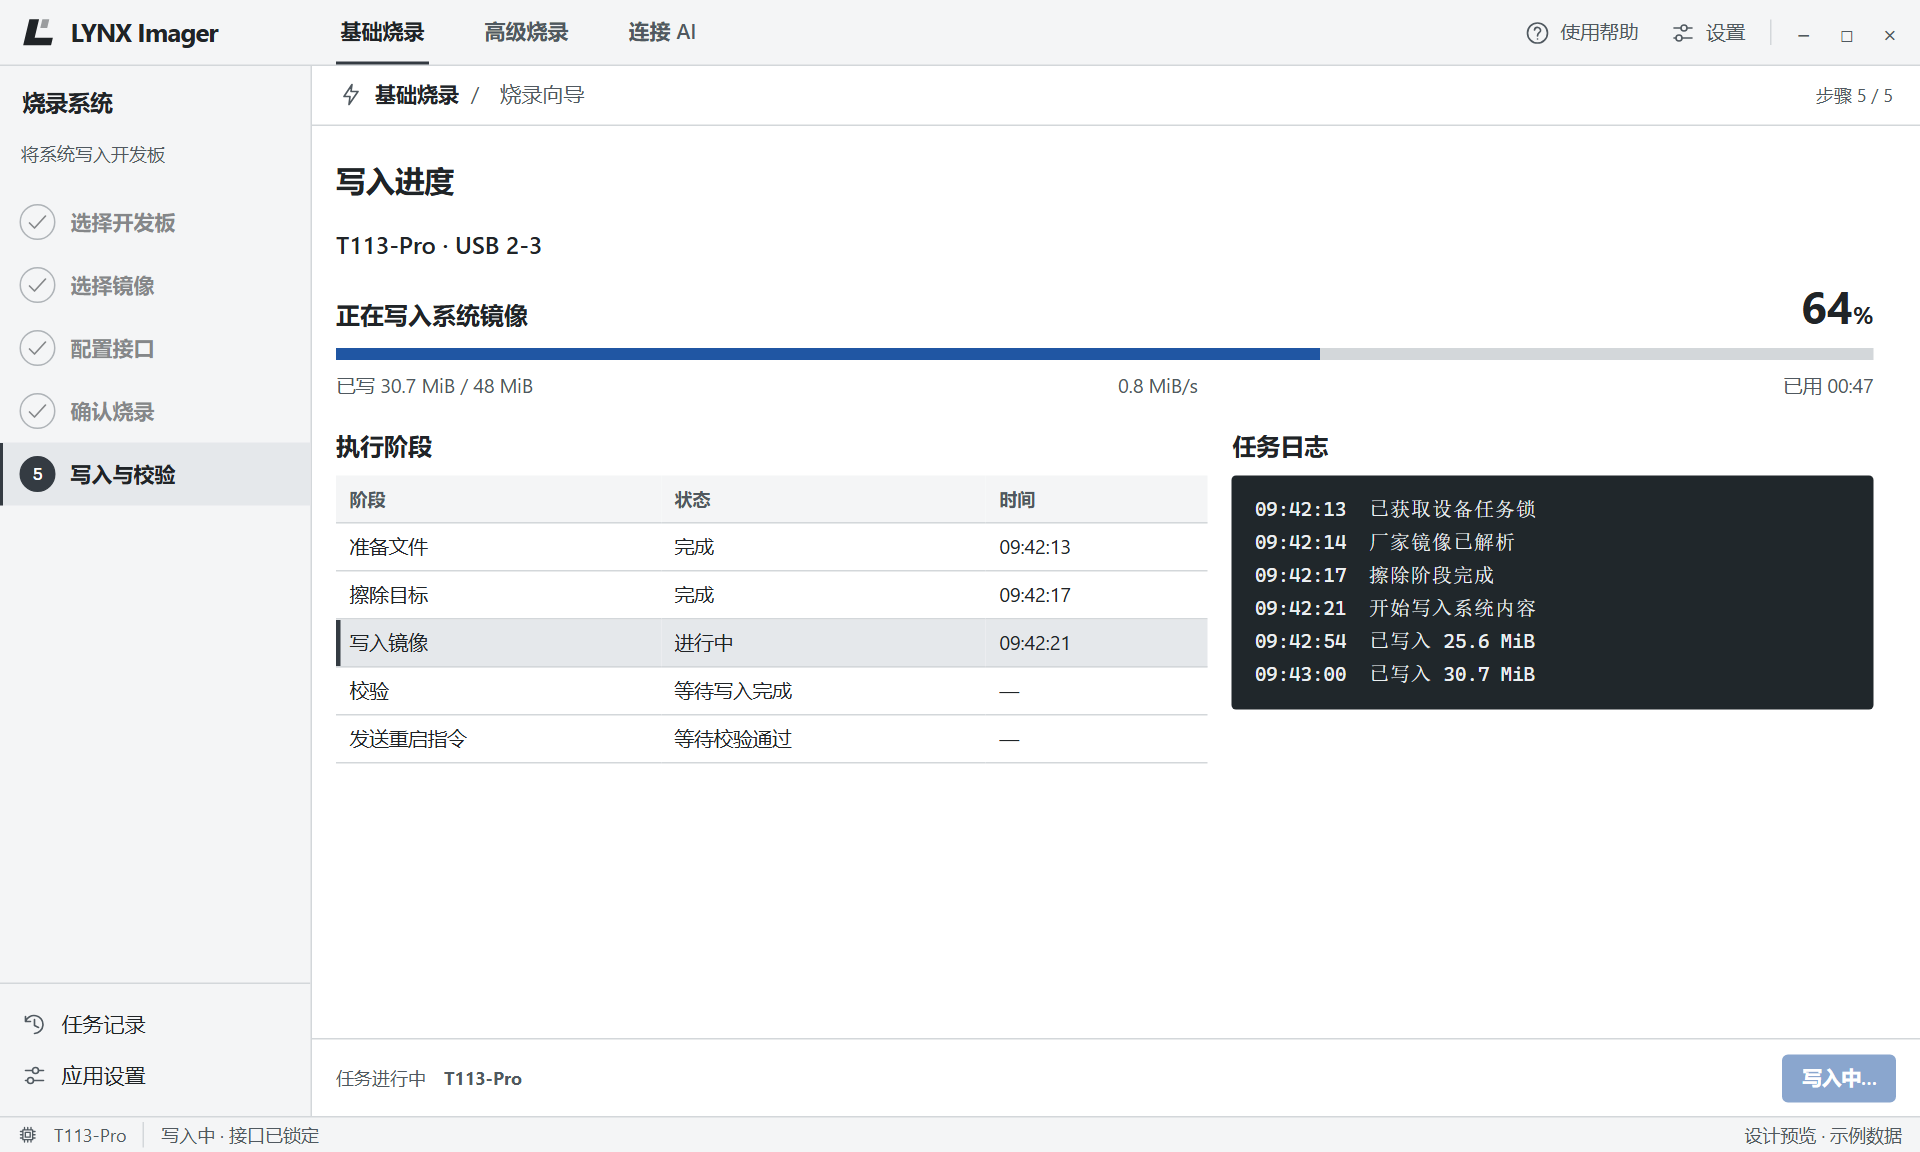 LYNX Imager
基础烧录
高级烧录
连接 AI
使用帮助
设置
烧录系统
将系统写入开发板
选择开发板
选择镜像
配置接口
确认烧录
5 写入与校验
任务记录
应用设置
基础烧录 / 烧录向导
步骤 5 / 5
写入进度
T113-Pro · USB 2-3
正在写入系统镜像
64%
已写 30.7 MiB / 48 MiB
0.8 MiB/s
已用 00:47
执行阶段
阶段 状态 时间
准备文件 完成 09:42:13
擦除目标 完成 09:42:17
写入镜像 进行中 09:42:21
校验 等待写入完成 —
发送重启指令 等待校验通过 —
任务日志
09:42:13 已获取设备任务锁
09:42:14 厂家镜像已解析
09:42:17 擦除阶段完成
09:42:21 开始写入系统内容
09:42:54 已写入 25.6 MiB
09:43:00 已写入 30.7 MiB
任务进行中 T113-Pro
写入中...
T113-Pro
写入中 · 接口已锁定
设计预览 · 示例数据